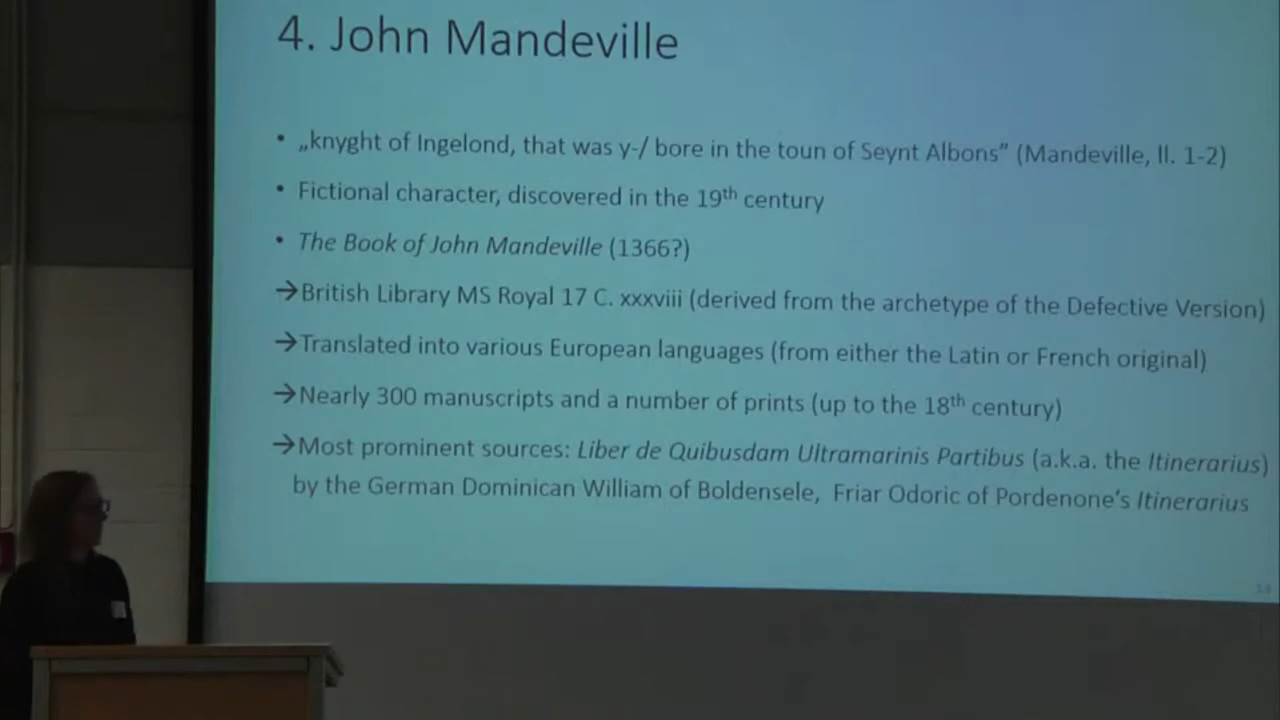 4. John Mandeville
• „knyght of Ingelond, that was y-/ bore in the toun of Seynt Albons” (Mandeville, ll. 1-2)
• Fictional character, discovered in the 19th century
• The Book of John Mandeville (1366?)
→British Library MS Royal 17 C. xxxviii (derived from the archetype of the Defective Version)
→Translated into various European languages (from either the Latin or French original)
→Nearly 300 manuscripts and a number of prints (up to the 18th century)
→Most prominent sources: Liber de Quibusdam Ultramarinis Partibus (a.k.a. the Itinerarius)
by the German Dominican William of Boldensele, Friar Odoric of Pordenone's Itinerarius